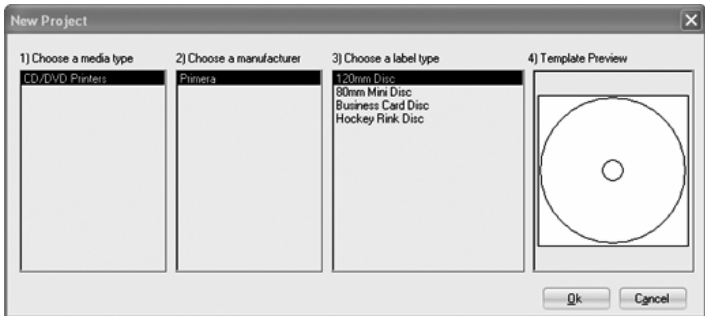 New Project
1) Choose a media type
CD/DVD Printers
2) Choose a manufacturer
Primera
3) Choose a label type
120mm Disc
80mm Mini Disc
Business Card Disc
Hockey Rink Disc
4) Template Preview
Ok
Cancel